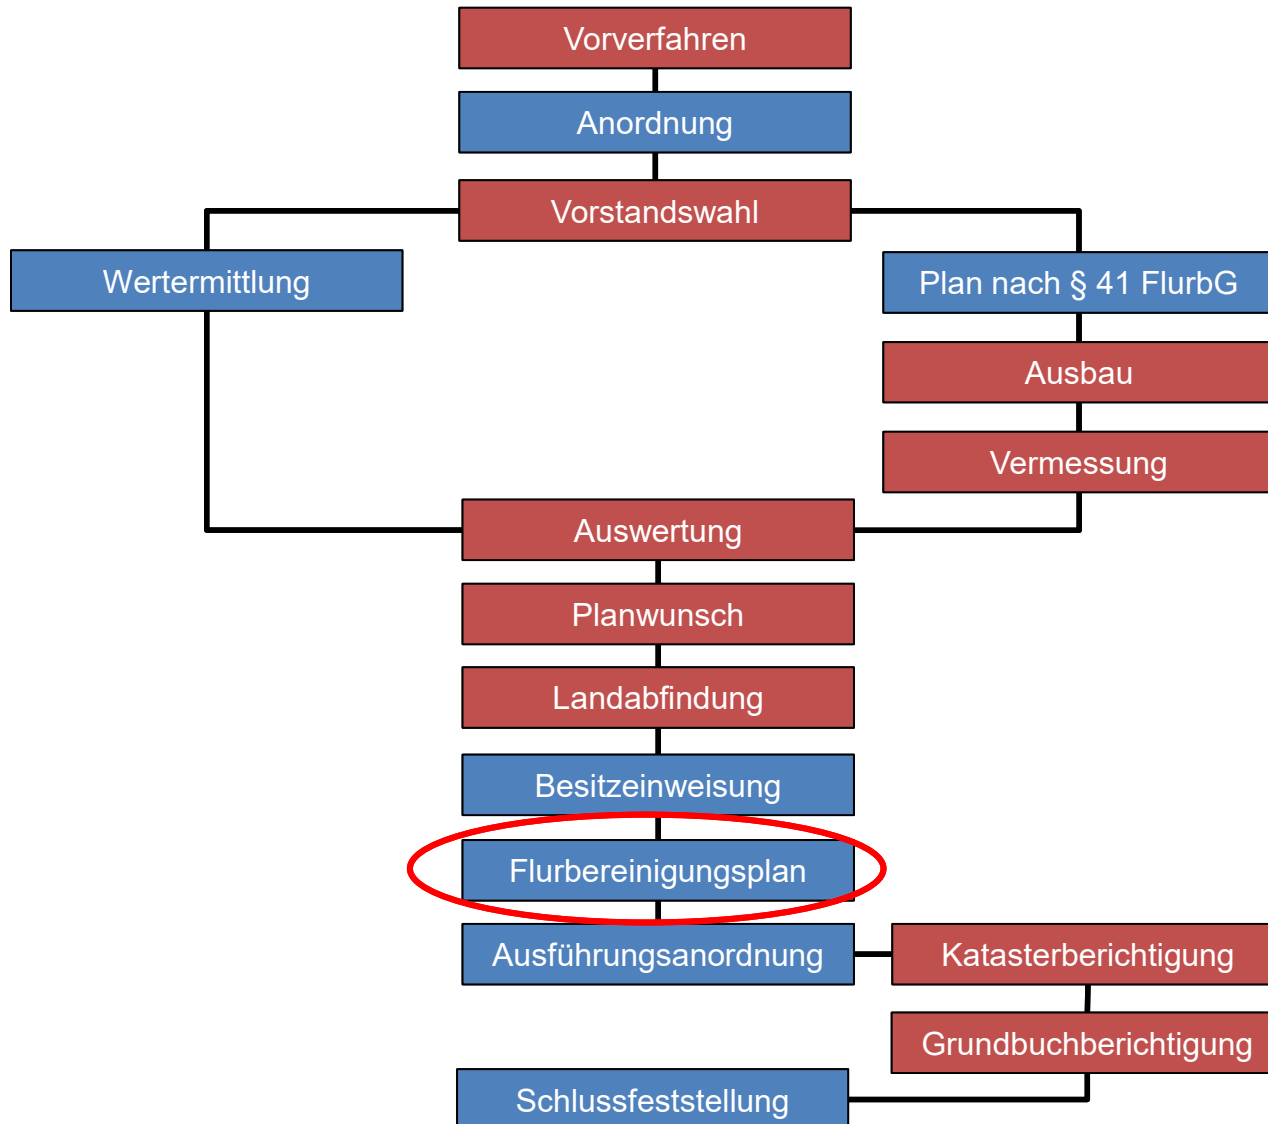 Vorverfahren
Anordnung
Vorstandswahl
Wertermittlung
Plan nach § 41 FlurbG
Ausbau
Vermessung
Auswertung
Planwunsch
Landabfindung
Besitzeinweisung
Flurbereinigungsplan
Ausführungsanordnung
Katasterberichtigung
Grundbuchberichtigung
Schlussfeststellung